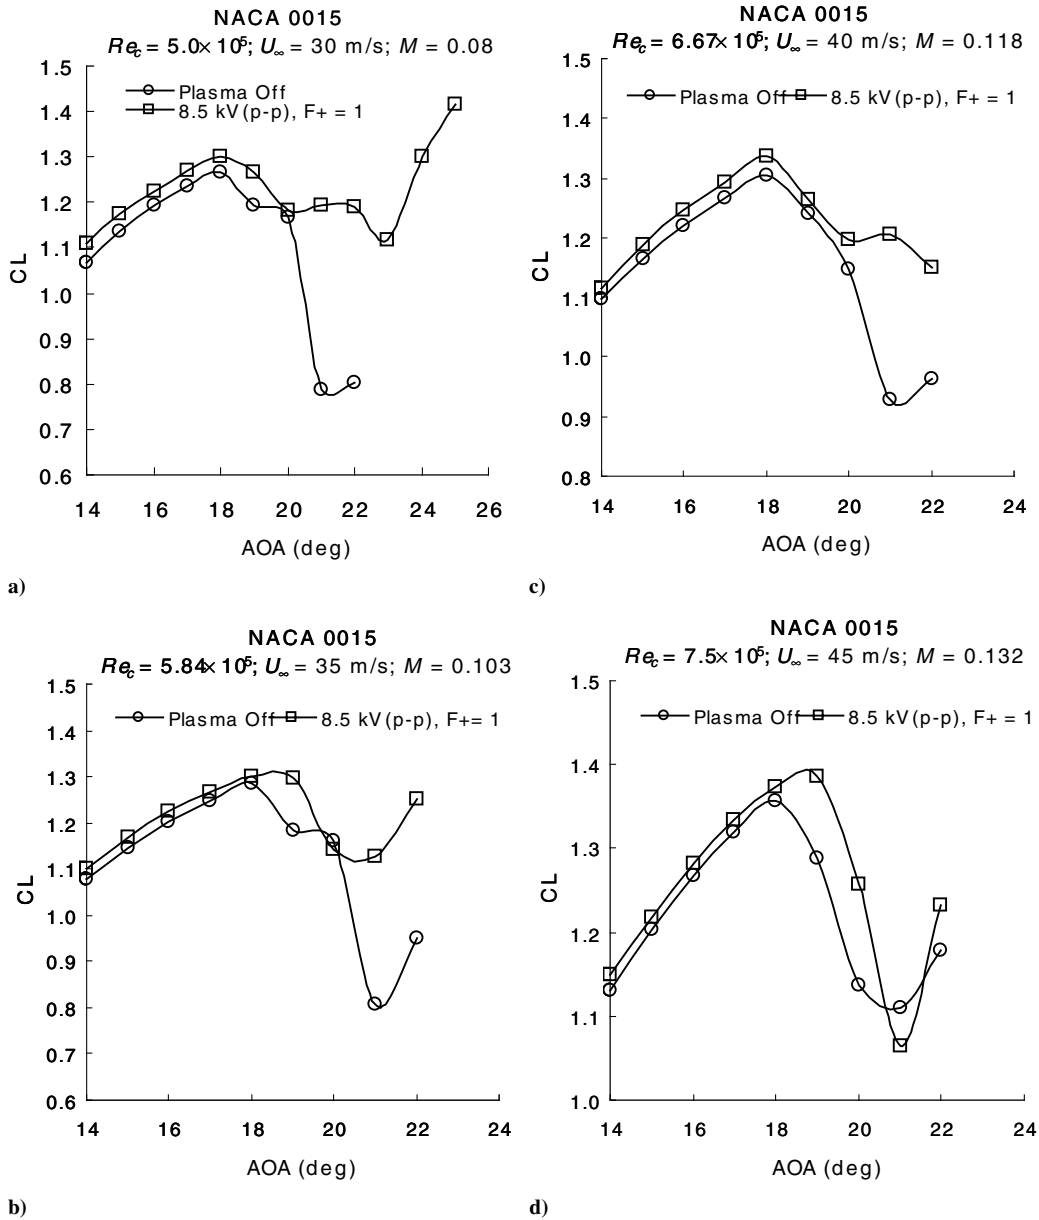 NACA 0015
Re_c = 5.0× 10⁵; U_∞ = 30 m/s; M = 0.08
1.5
1.4
1.3
1.2
1.1
1.0
0.9
0.8
0.7
0.6
CL
Plasma Off
8.5 kV (p-p), F+ = 1
14 16 18 20 22 24 26
AOA (deg)
a)
NACA 0015
Re_c = 6.67× 10⁵; U_∞ = 40 m/s; M = 0.118
1.5
1.4
1.3
1.2
1.1
1.0
0.9
0.8
CL
Plasma Off 8.5 kV (p-p), F+ = 1
14 16 18 20 22 24
AOA (deg)
c)
NACA 0015
Re_c = 5.84× 10⁵; U_∞ = 35 m/s; M = 0.103
1.5
1.4
1.3
1.2
1.1
1.0
0.9
0.8
0.7
0.6
CL
Plasma Off 8.5 kV (p-p), F+= 1
14 16 18 20 22 24
AOA (deg)
b)
NACA 0015
Re_c = 7.5× 10⁵; U_∞ = 45 m/s; M = 0.132
1.5
1.4
1.3
1.2
1.1
1.0
CL
Plasma Off 8.5 kV (p-p), F+ = 1
14 16 18 20 22 24
AOA (deg)
d)